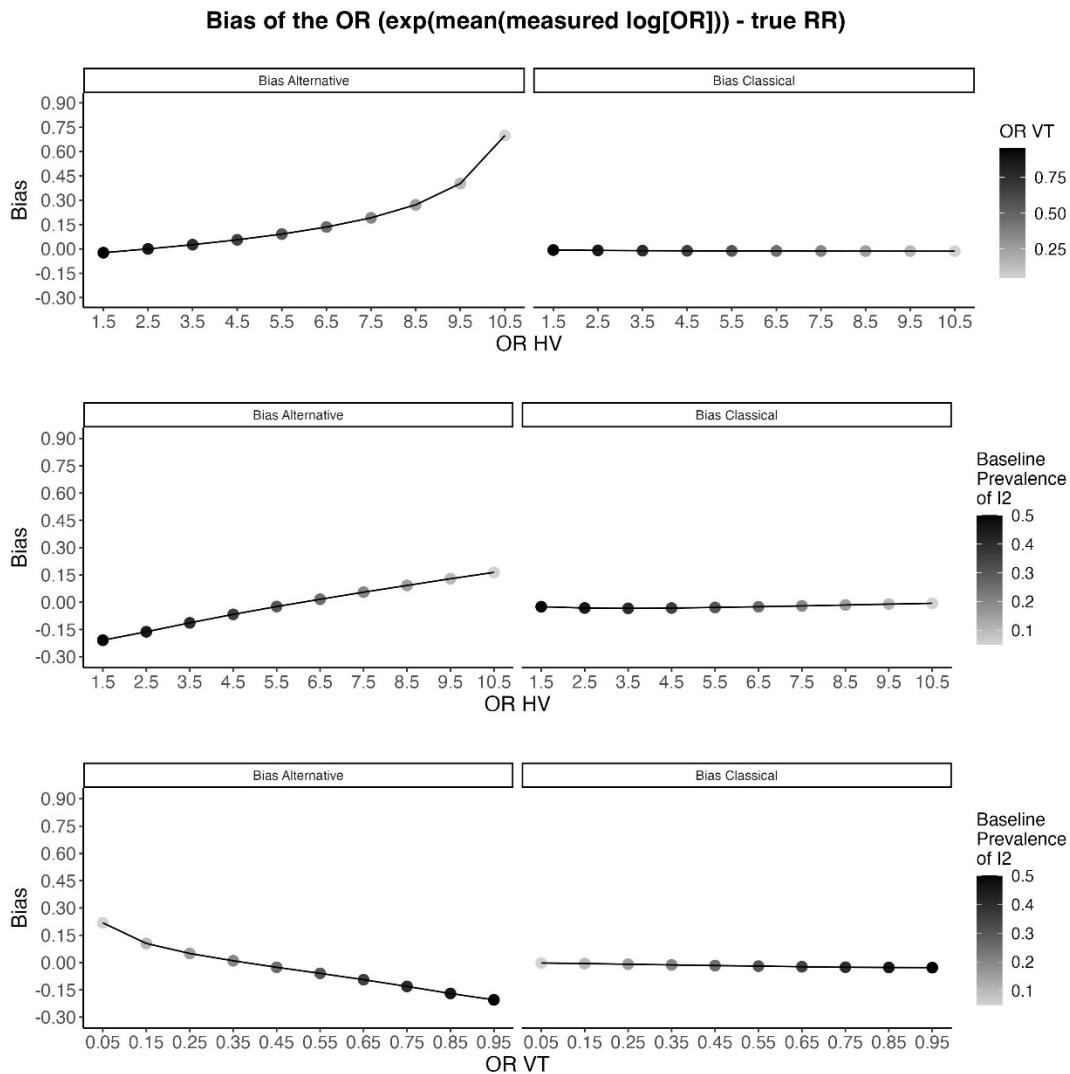 Bias of the OR (exp(mean(measured log[OR])) - true RR)
Bias Alternative
Bias Classical
0.90
0.75
0.60
0.45
0.30
0.15
0.00
-0.15
-0.30
Bias
1.5 2.5 3.5 4.5 5.5 6.5 7.5 8.5 9.5 10.5
1.5 2.5 3.5 4.5 5.5 6.5 7.5 8.5 9.5 10.5
OR HV
OR VT
0.75
0.50
0.25
Bias Alternative
Bias Classical
0.90
0.75
0.60
0.45
0.30
0.15
0.00
-0.15
-0.30
Bias
1.5 2.5 3.5 4.5 5.5 6.5 7.5 8.5 9.5 10.5
1.5 2.5 3.5 4.5 5.5 6.5 7.5 8.5 9.5 10.5
OR HV
Baseline
Prevalence
of I2
0.5
0.4
0.3
0.2
0.1
Bias Alternative
Bias Classical
0.90
0.75
0.60
0.45
0.30
0.15
0.00
-0.15
-0.30
Bias
0.05 0.15 0.25 0.35 0.45 0.55 0.65 0.75 0.85 0.95
0.05 0.15 0.25 0.35 0.45 0.55 0.65 0.75 0.85 0.95
OR VT
Baseline
Prevalence
of I2
0.5
0.4
0.3
0.2
0.1